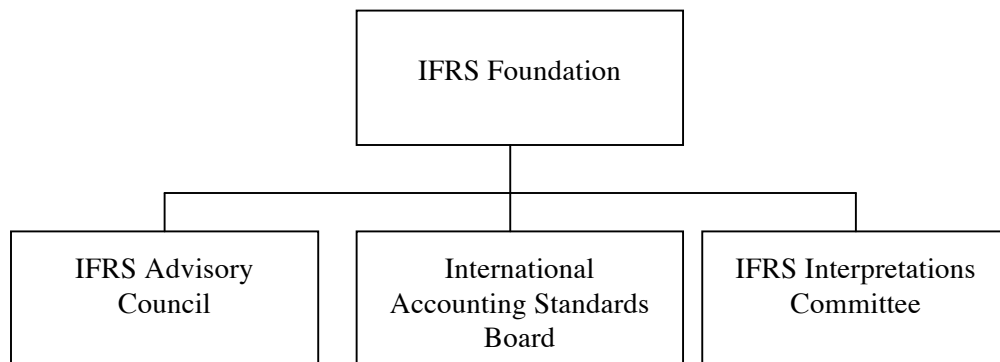 IFRS Foundation
IFRS Advisory
Council
International
Accounting Standards
Board
IFRS Interpretations
Committee